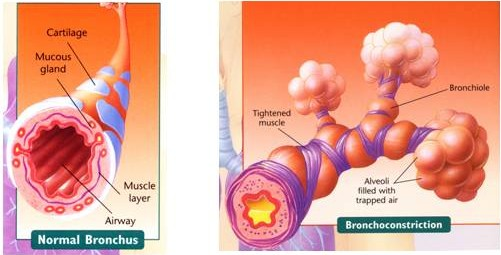 Cartilage
Mucous
gland
Muscle
layer
Airway
Normal Bronchus
Bronchiole
Tightened
muscle
Alveoli
filled with
trapped air
Bronchoconstriction